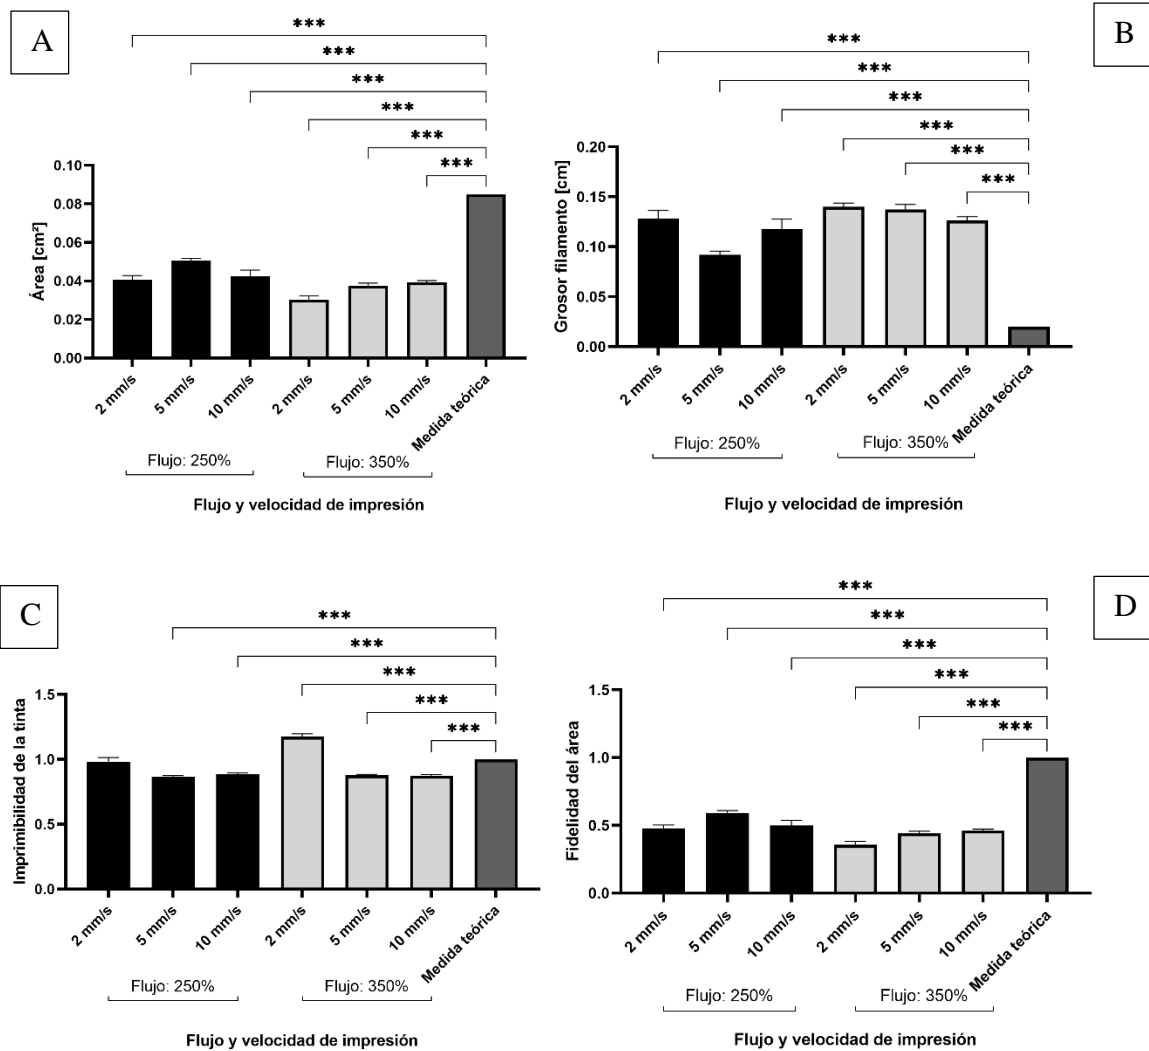 A
***
***
***
***
***
***
Área [cm²]
0.10
0.08
0.06
0.04
0.02
0.00
2 mm/s
5 mm/s
10 mm/s
2 mm/s
5 mm/s
10 mm/s
Medida teórica
Flujo: 250%
Flujo: 350%
Flujo y velocidad de impresión
B
***
***
***
***
***
***
Grosor filamento [cm]
0.20
0.15
0.10
0.05
0.00
2 mm/s
5 mm/s
10 mm/s
2 mm/s
5 mm/s
10 mm/s
Medida teórica
Flujo: 250%
Flujo: 350%
Flujo y velocidad de impresión
C
***
***
***
***
***
Imprimibilidad de la tinta
1.5
1.0
0.5
0.0
2 mm/s
5 mm/s
10 mm/s
2 mm/s
5 mm/s
10 mm/s
Medida teórica
Flujo: 250%
Flujo: 350%
Flujo y velocidad de impresión
D
***
***
***
***
***
***
Fidelidad del área
1.5
1.0
0.5
0.0
2 mm/s
5 mm/s
10 mm/s
2 mm/s
5 mm/s
10 mm/s
Medida teórica
Flujo: 250%
Flujo: 350%
Flujo y velocidad de impresión